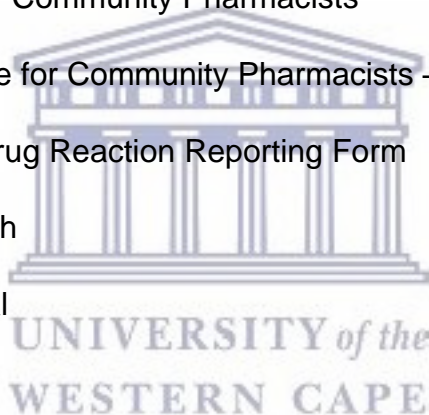 Community Pharmacists
e for Community Pharmacists -
rug Reaction Reporting Form
h
l
UNIVERSITY of the
WESTERN CAPE